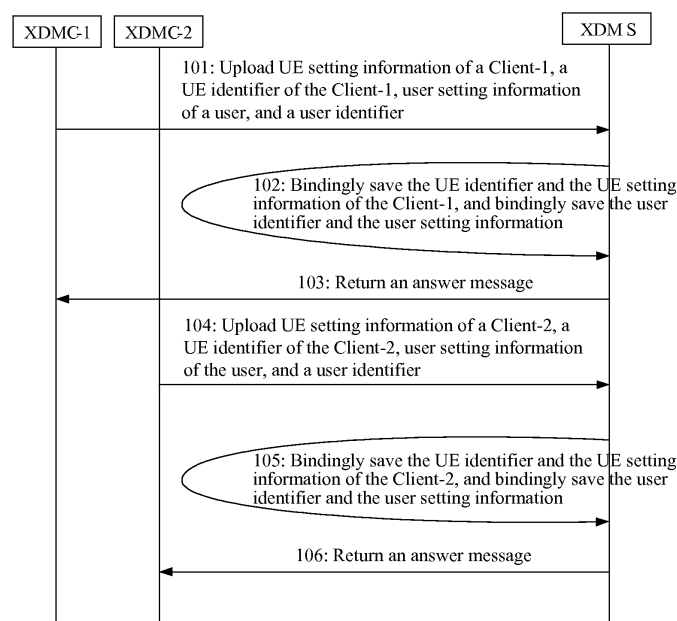 XDMC-1
XDMC-2
XDM S
101: Upload UE setting information of a Client-1, a
UE identifier of the Client-1, user setting information
of a user, and a user identifier
102: Bindingly save the UE identifier and the UE setting
information of the Client-1, and bindingly save the user
identifier and the user setting information
103: Return an answer message
104: Upload UE setting information of a Client-2, a
UE identifier of the Client-2, user setting information
of the user, and a user identifier
105: Bindingly save the UE identifier and the UE setting
information of the Client-2, and bindingly save the user
identifier and the user setting information
106: Return an answer message